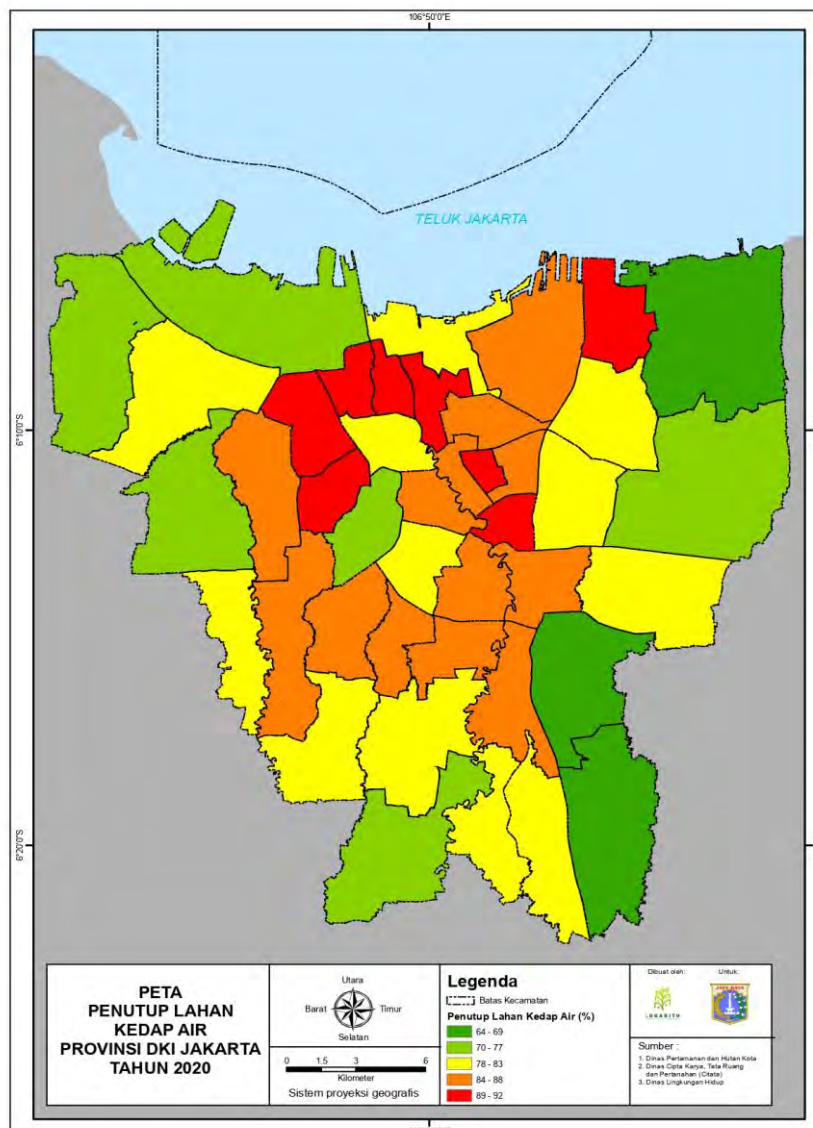 106°50'0"E
TELUK JAKARTA
6°10'0"S
6°20'0"S
PETA
PENUTUP LAHAN
KEDAP AIR
PROVINSI DKI JAKARTA
TAHUN 2020
Utara
Barat
Timur
Selatan
0 1.5 3 6
Kilometer
Sistem proyeksi geografis
Legenda
Batas Kecamatan
Penutup Lahan Kedap Air (%)
64 - 69
70 - 77
78 - 83
84 - 88
89 - 92
Dibuat oleh:
Untuk:
LOGARITH
JAYA RAYA
Sumber :
1. Dinas Pertamanan dan Hutan Kota
2. Dinas Cipta Karya, Tata Ruang
dan Pertanahan (Citata)
3. Dinas Lingkungan Hidup